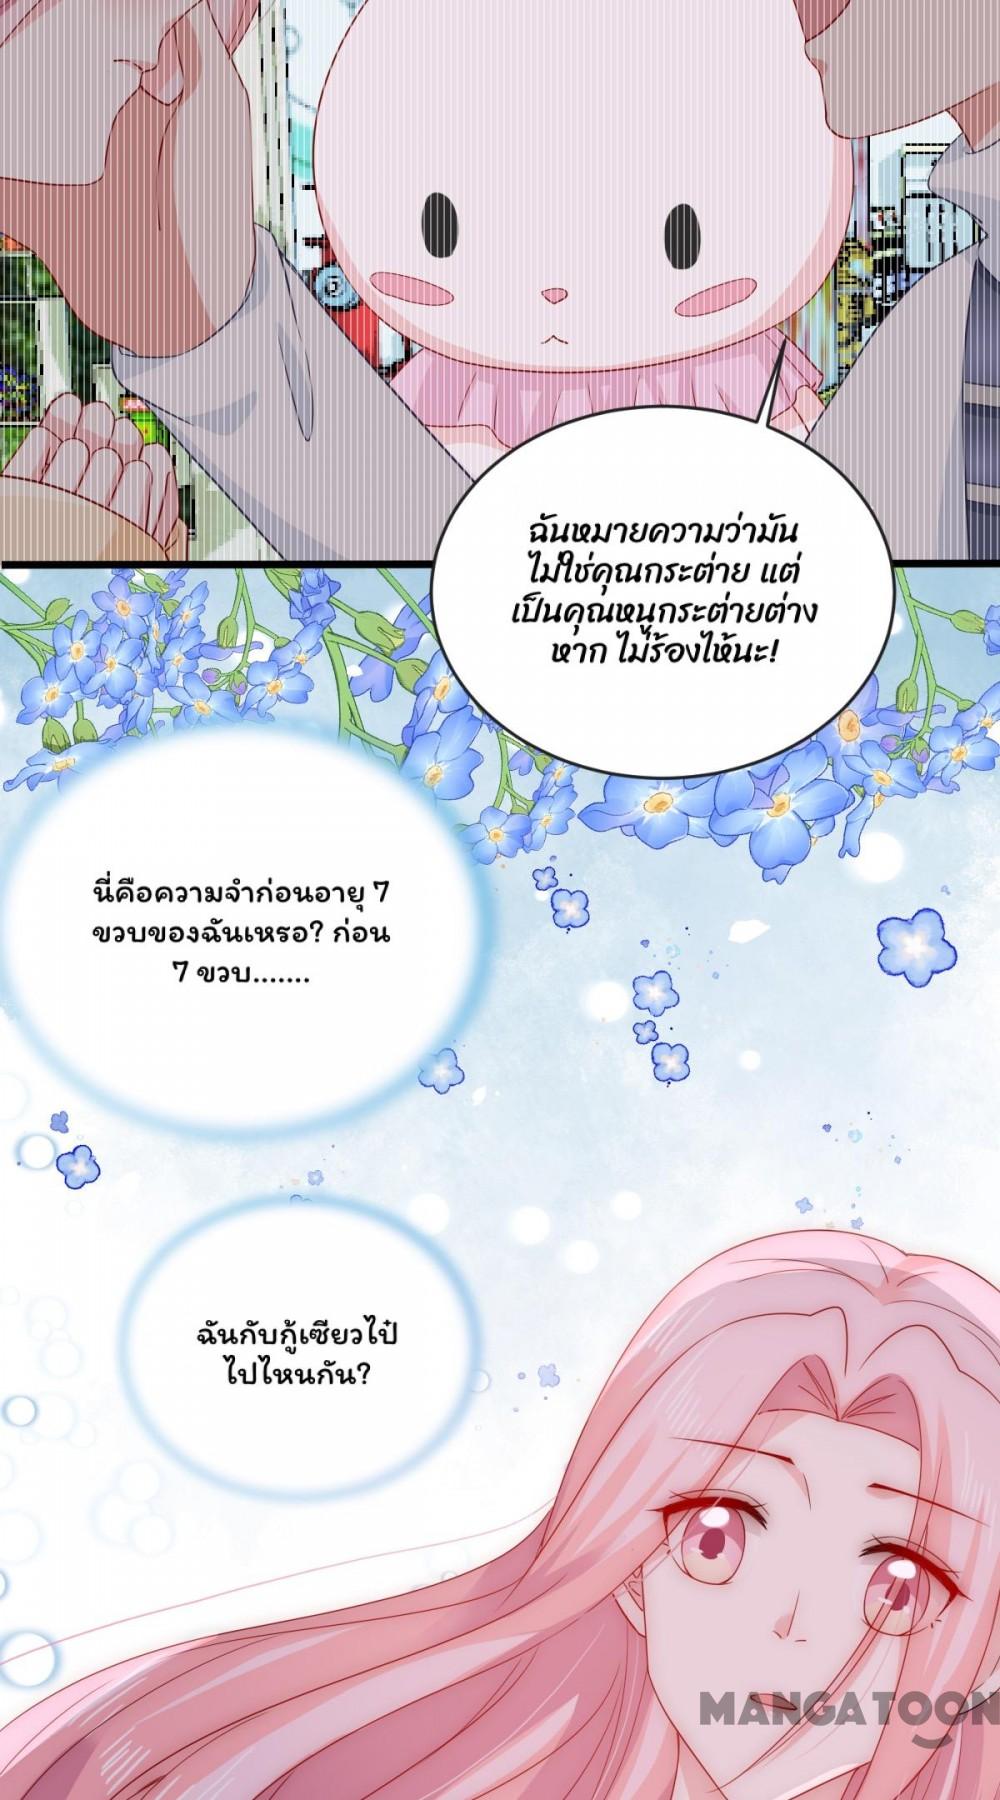 ฉันหมายความว่ามัน
ไม่ใช่คุณกระต่าย แต่
เป็นคุณหนูกระต่ายต่าง
หาก ไม่ร้องไห้นะ!
นี่คือความจำก่อนอายุ 7
ขวบของฉันเหรอ? ก่อน
7 ขวบ.......
ฉันกับกู้เซียวไป๋
ไปไหนกัน?
MANGATOON